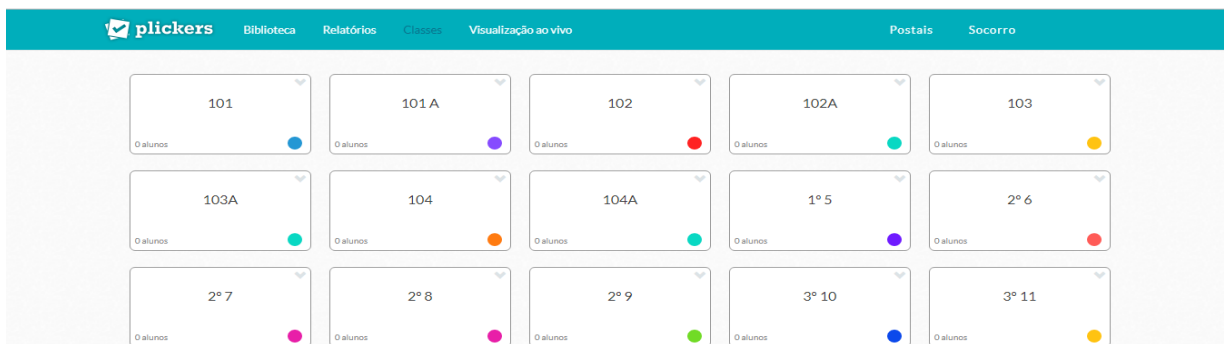 plickers Biblioteca Relatórios Classes Visualização ao vivo Postais Socorro
101 101 A 102 102A 103
0 alunos 0 alunos 0 alunos 0 alunos 0 alunos
103A 104 104A 1º 5 2º 6
0 alunos 0 alunos 0 alunos 0 alunos 0 alunos
2º 7 2º 8 2º 9 3º 10 3º 11
0 alunos 0 alunos 0 alunos 0 alunos 0 alunos